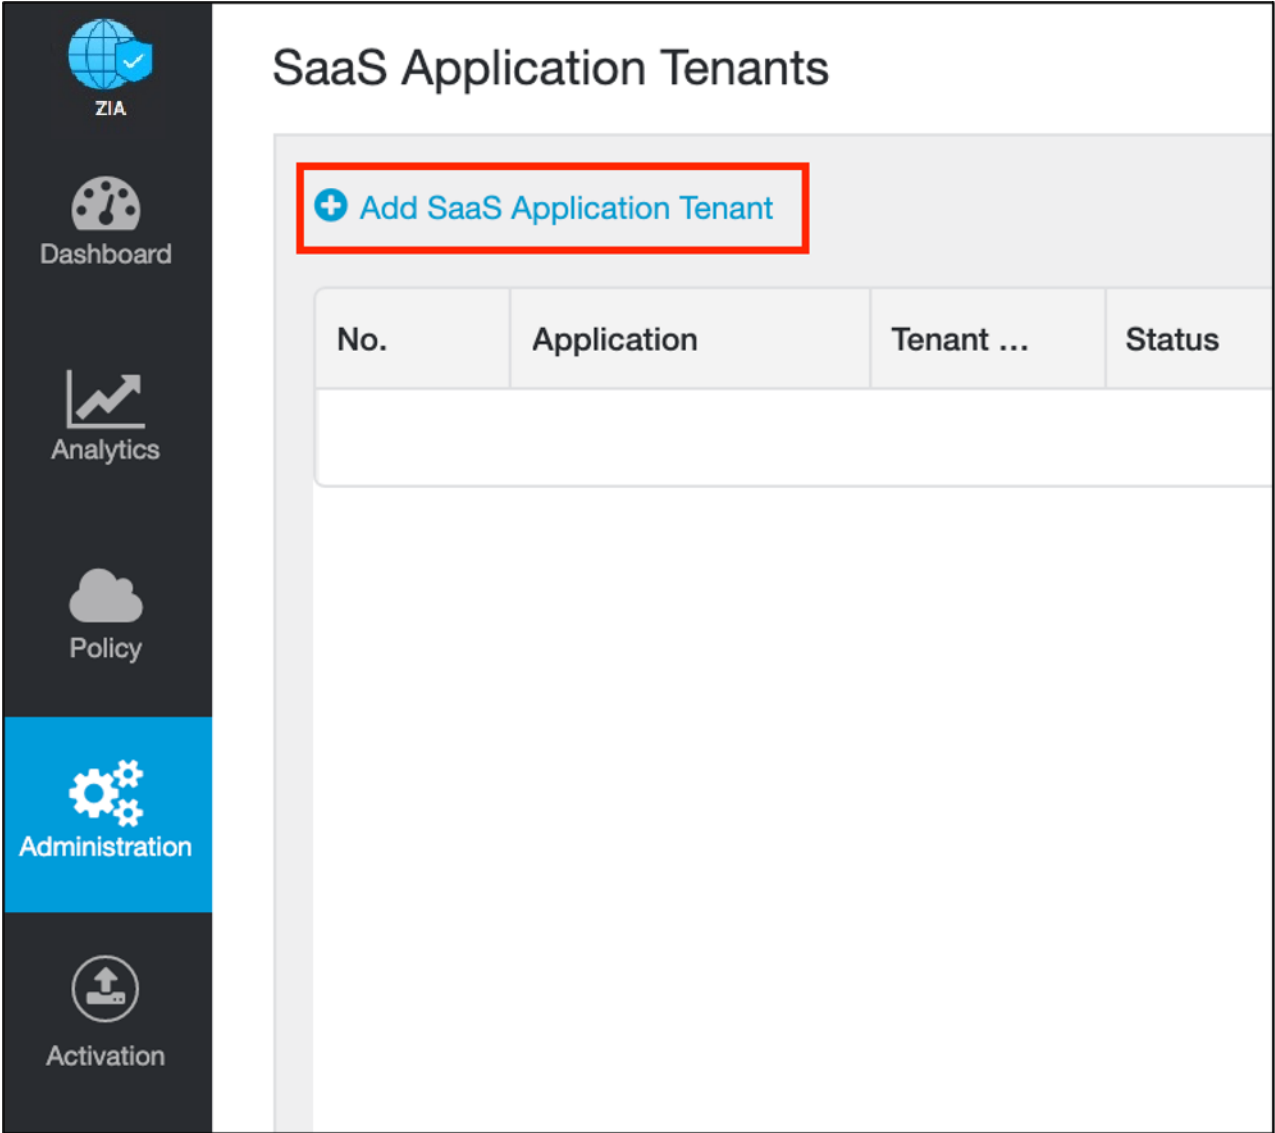 ZIA
Dashboard
Analytics
Policy
Administration
Activation
SaaS Application Tenants
Add SaaS Application Tenant
No. Application Tenant ... Status